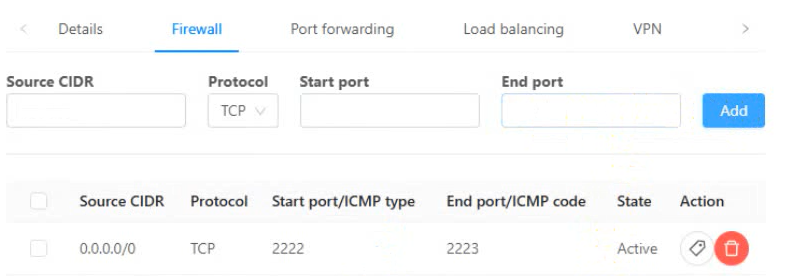 Details Firewall Port forwarding Load balancing VPN
Source CIDR Protocol Start port End port
TCP Add
Source CIDR Protocol Start port/ICMP type End port/ICMP code State Action
0.0.0.0/0 TCP 2222 2223 Active